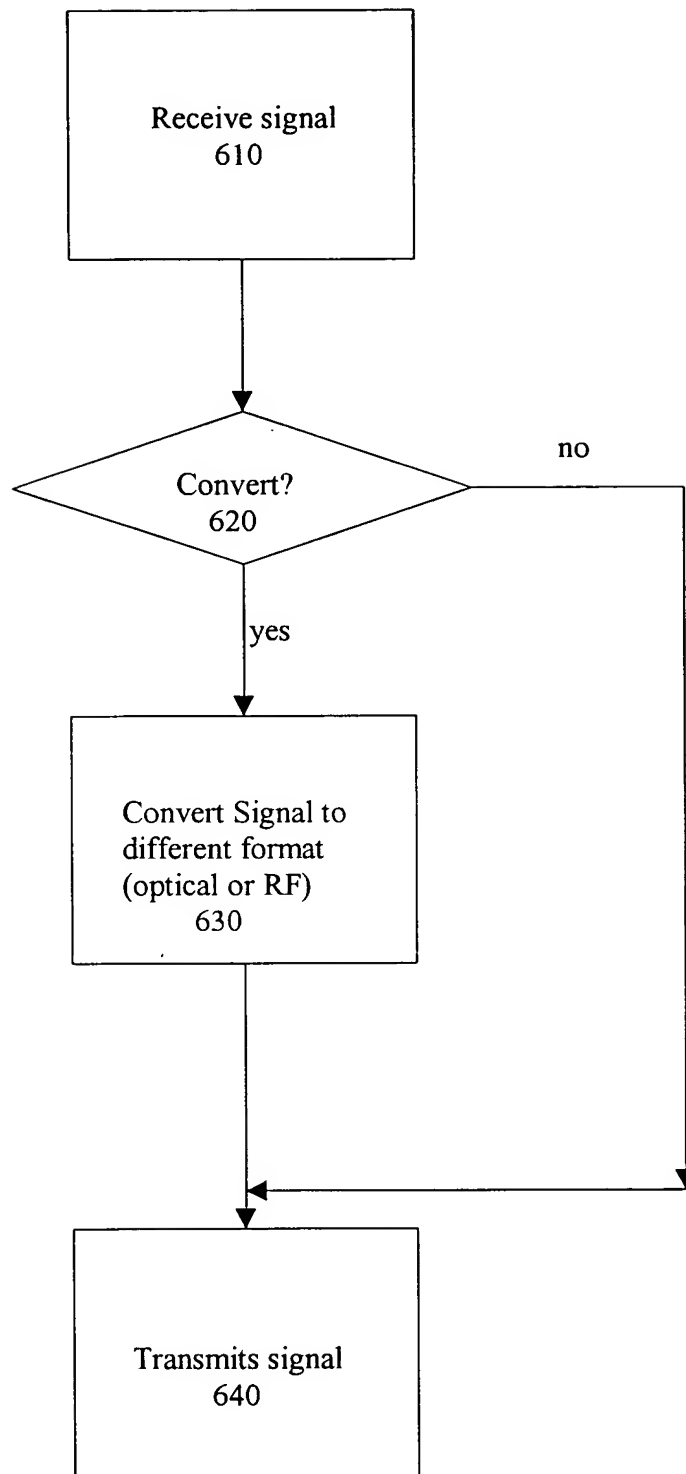 Receive signal
610
Convert?
620
no
yes
Convert Signal to
different format
(optical or RF)
630
Transmits signal
640